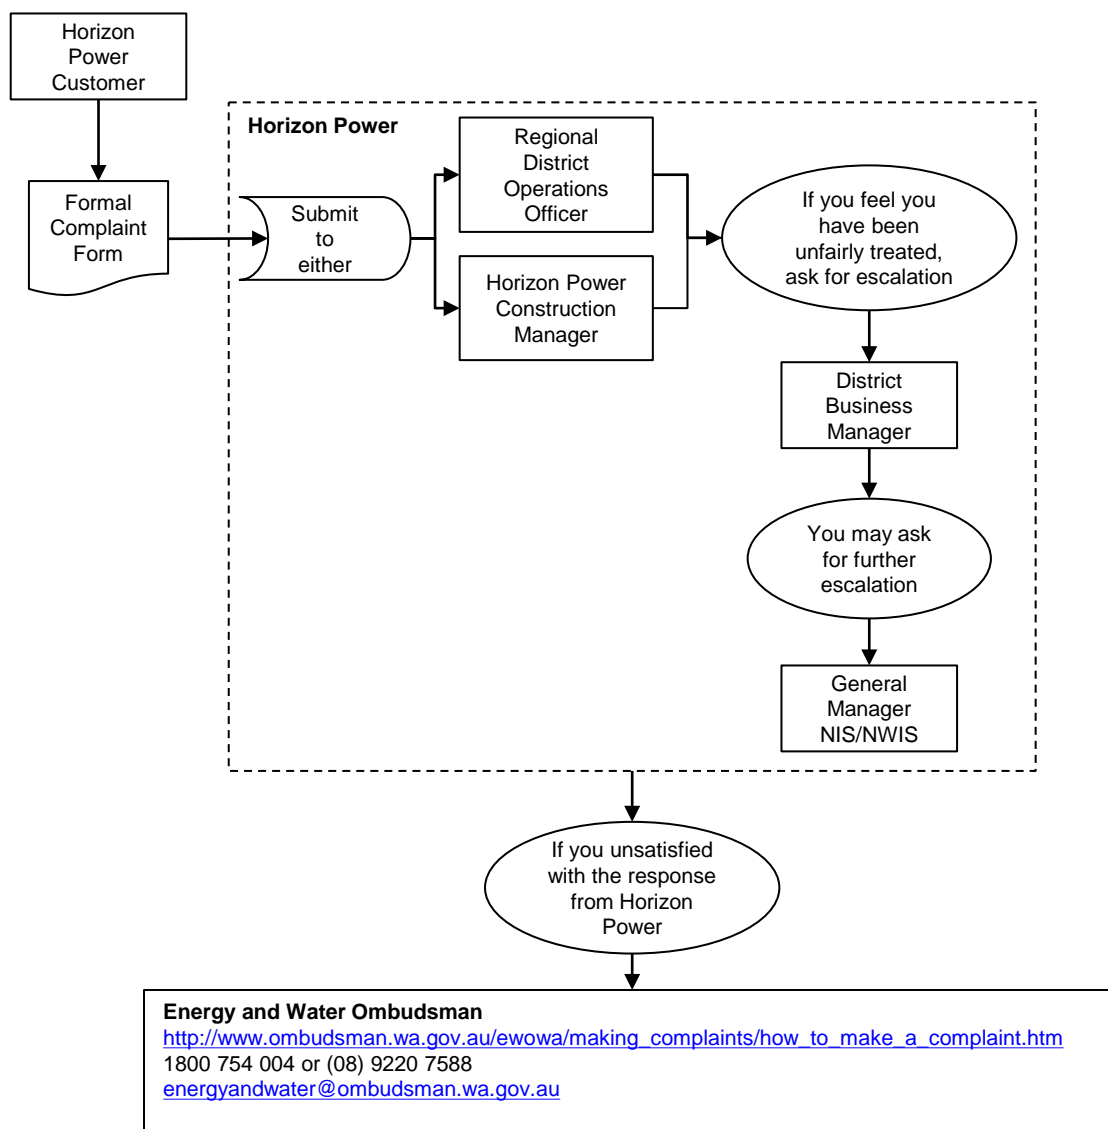 Horizon
Power
Customer
Formal
Complaint
Form
Horizon Power
Submit
to
either
Regional
District
Operations
Officer
Horizon Power
Construction
Manager
If you feel you
have been
unfairly treated,
ask for escalation
District
Business
Manager
You may ask
for further
escalation
General
Manager
NIS/NWIS
If you unsatisfied
with the response
from Horizon
Power
Energy and Water Ombudsman
http://www.ombudsman.wa.gov.au/ewowa/making_complaints/how_to_make_a_complaint.htm
1800 754 004 or (08) 9220 7588
energyandwater@ombudsman.wa.gov.au